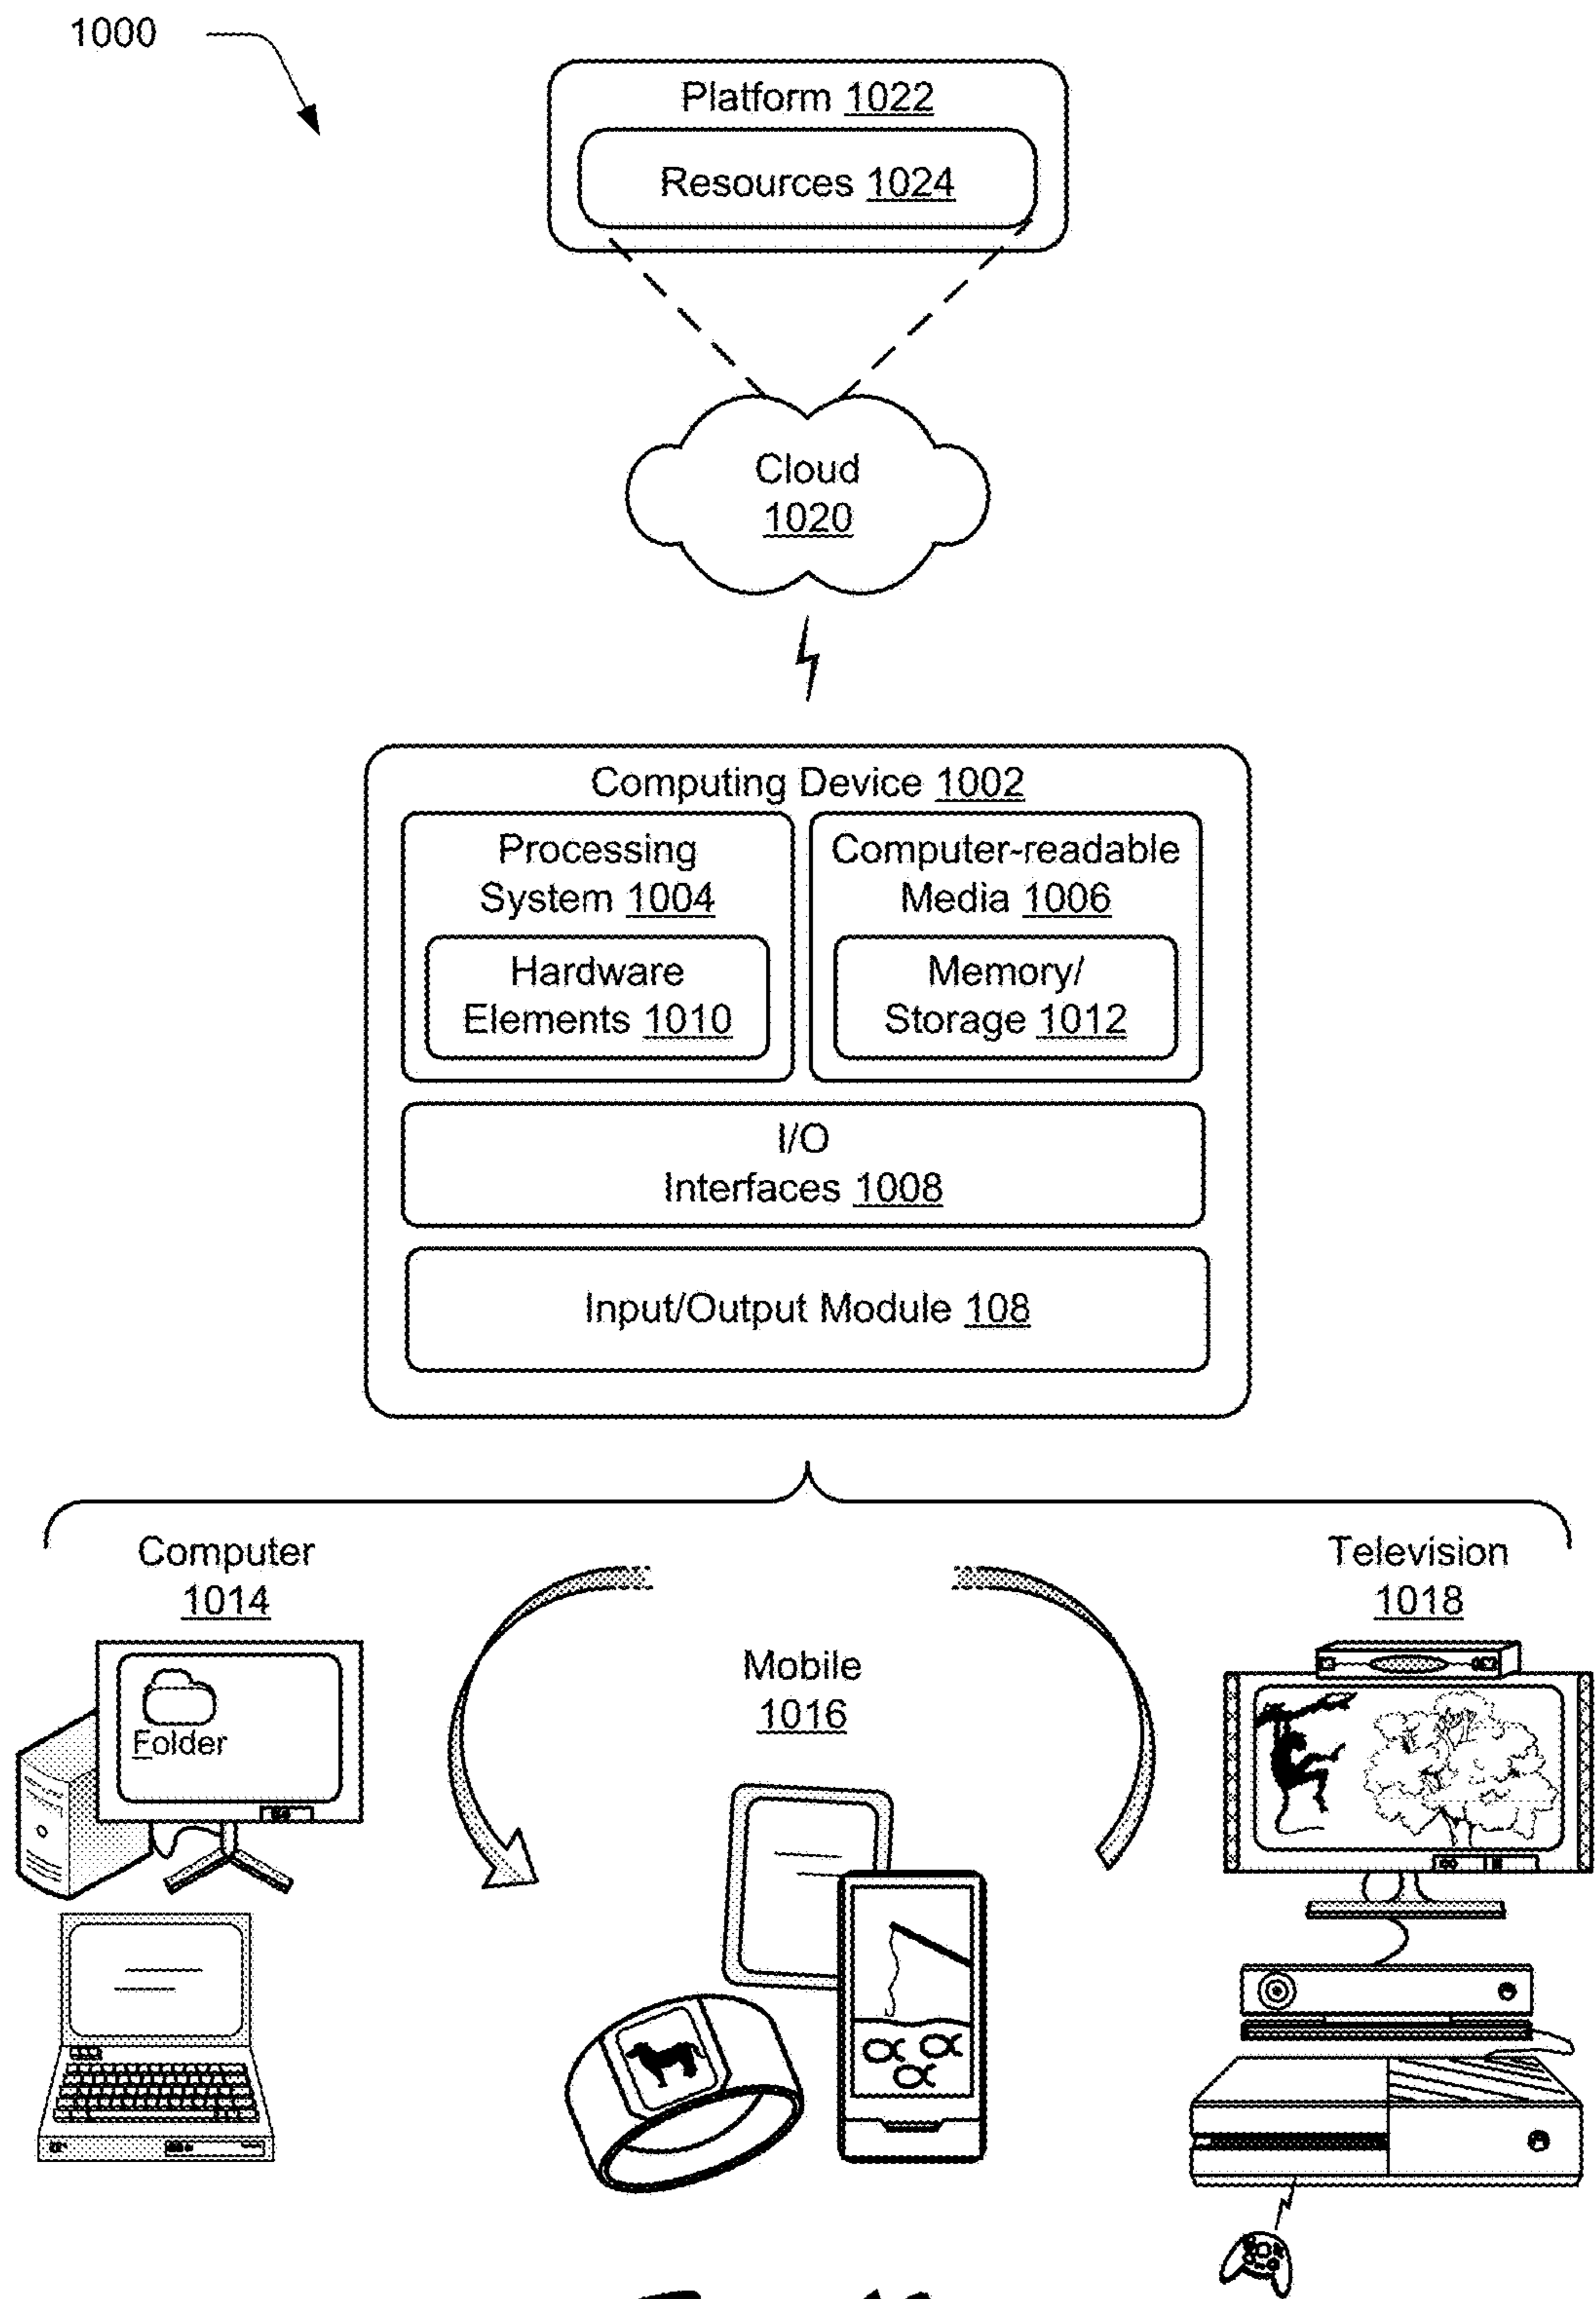 1000
Platform 1022
Resources 1024
Cloud
1020
Computing Device 1002
Processing
System 1004
Hardware
Elements 1010
Computer-readable
Media 1006
Memory/
Storage 1012
I/O
Interfaces 1008
Input/Output Module 108
Computer
1014
Folder
Mobile
1016
Television
1018